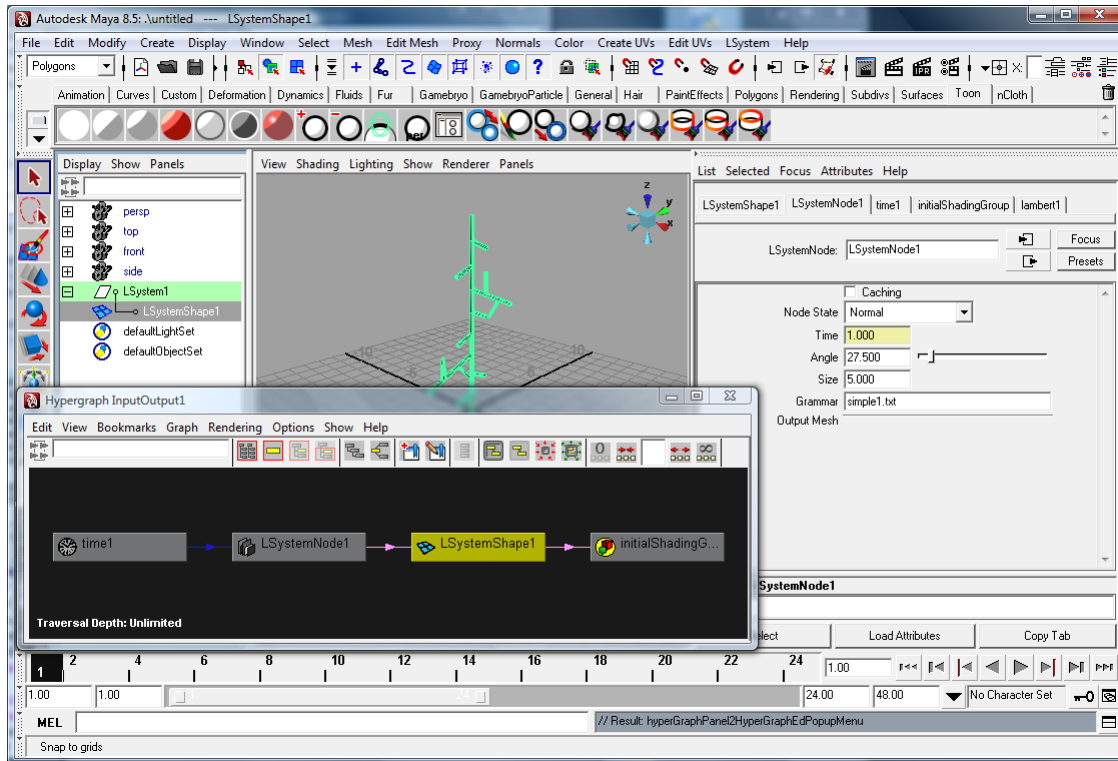 Autodesk Maya 8.5: .\untitled --- LSystemShape1
File Edit Modify Create Display Window Select Mesh Edit Mesh Proxy Normals Color Create UVs Edit UVs LSystem Help
Polygons
Animation Curves Custom Deformation Dynamics Fluids Fur Gamebryo GamebryoParticle General Hair PaintEffects Polygons Rendering Subdivs Surfaces Toon nCloth
per
Display Show Panels
View Shading Lighting Show Renderer Panels
List Selected Focus Attributes Help
persp
top
front
side
LSystem1
LSystemShape1
defaultLightSet
defaultObjectSet
z
y
x
10
10
LSystemShape1 LSystemNode1 time1 initialShadingGroup lambert1
LSystemNode: LSystemNode1
Focus
Presets
Caching
Node State Normal
Time 1.000
Angle 27.500
Size 5.000
Grammar simple1.txt
Output Mesh
Hypergraph InputOutput1
Edit View Bookmarks Graph Rendering Options Show Help
0
time1 LSystemNode1 LSystemShape1 initialShadingG...
Traversal Depth: Unlimited
SystemNode1
elect Load Attributes Copy Tab
1 2 4 6 8 10 12 14 16 18 20 22 24 1.00
1.00 1.00 24 24.00 48.00 No Character Set
MEL // Result: hyperGraphPanel2HyperGraphEdPopupMenu
Snap to grids